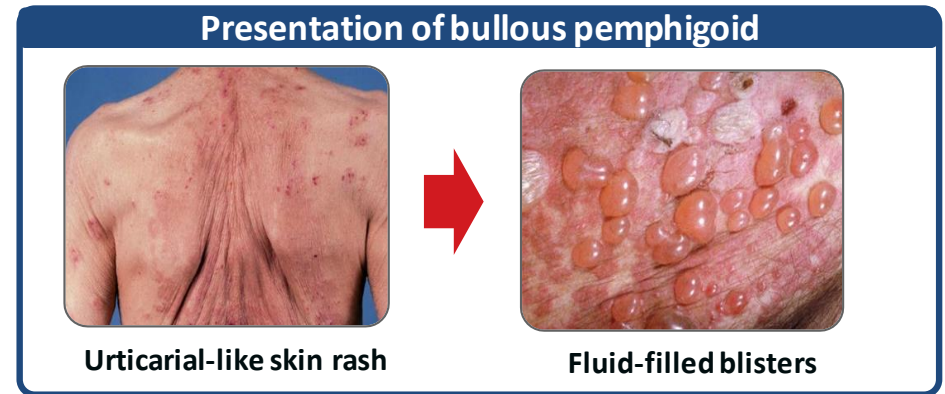 Presentation of bullous pemphigoid
Urticarial-like skin rash
Fluid-filled blisters